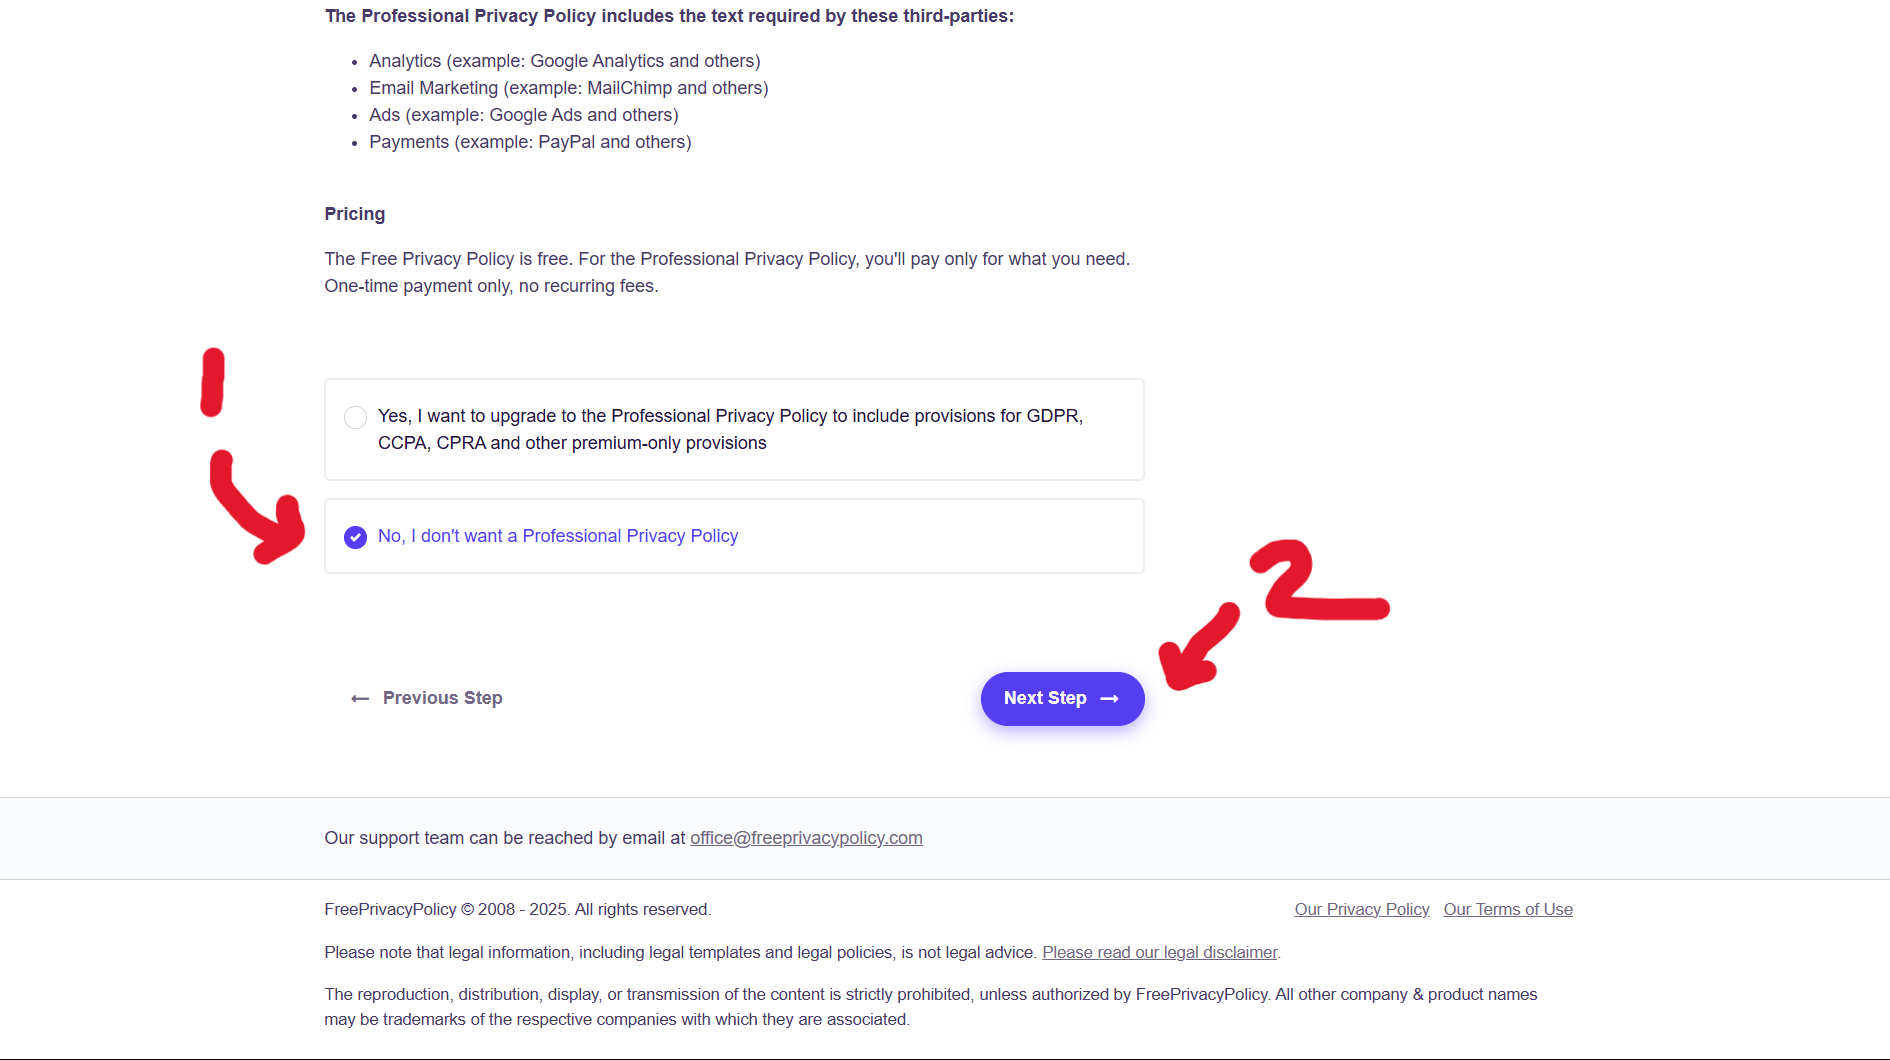 The Professional Privacy Policy includes the text required by these third-parties:
• Analytics (example: Google Analytics and others)
• Email Marketing (example: MailChimp and others)
• Ads (example: Google Ads and others)
• Payments (example: PayPal and others)
Pricing
The Free Privacy Policy is free. For the Professional Privacy Policy, you'll pay only for what you need.
One-time payment only, no recurring fees.
1
Yes, I want to upgrade to the Professional Privacy Policy to include provisions for GDPR,
CCPA, CPRA and other premium-only provisions
No, I don't want a Professional Privacy Policy
2
← Previous Step
Next Step →
Our support team can be reached by email at office@freeprivacypolicy.com
FreePrivacyPolicy © 2008 - 2025. All rights reserved.
Our Privacy Policy Our Terms of Use
Please note that legal information, including legal templates and legal policies, is not legal advice. Please read our legal disclaimer.
The reproduction, distribution, display, or transmission of the content is strictly prohibited, unless authorized by FreePrivacyPolicy. All other company & product names
may be trademarks of the respective companies with which they are associated.